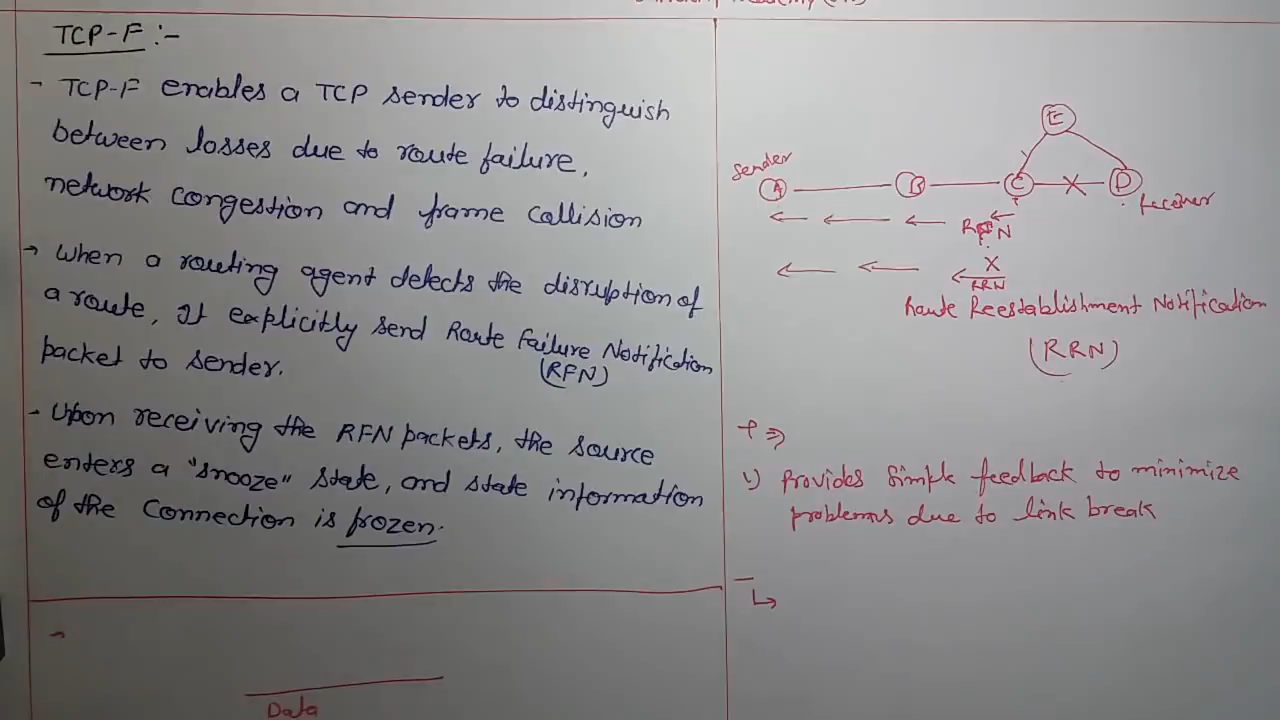 TCP-F :-
- TCP-F enables a TCP sender to distinguish
between losses due to route failure,
network congestion and frame collision
→ When a routing agent detects the disruption of
a route, It explicitly send Route Failure Notification
(RFN)
packet to sender.
- Upon receiving the RFN packets, the source
enters a "snooze" state, and state information
of the connection is frozen.
-
Data
E
sender
A
B
C
X
D
receiver
X
RRN
Route Reestablishment Notification
(RRN)
+ ⇒
1) Provides Simple feedback to minimize
problems due to link break
-
↳